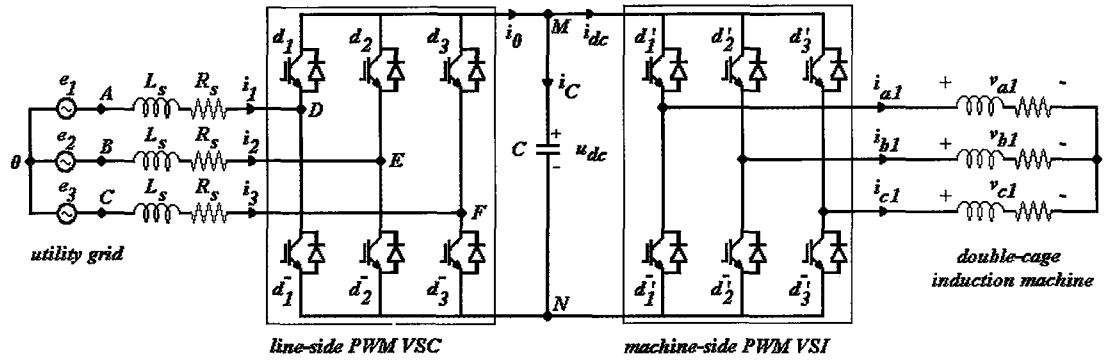 d1 d2 d3 i0 M idc d'1 d'2 d'3
e1 A Ls Rs i1 D iC ia1 + va1 -
0 e2 B Ls Rs i2 E C + udc - ib1 + vb1 -
e3 C Ls Rs i3 F ic1 + vc1 -
utility grid
double-cage
induction machine
d-1 d-2 d-3 N d-'1 d-'2 d-'3
line-side PWM VSC machine-side PWM VSI